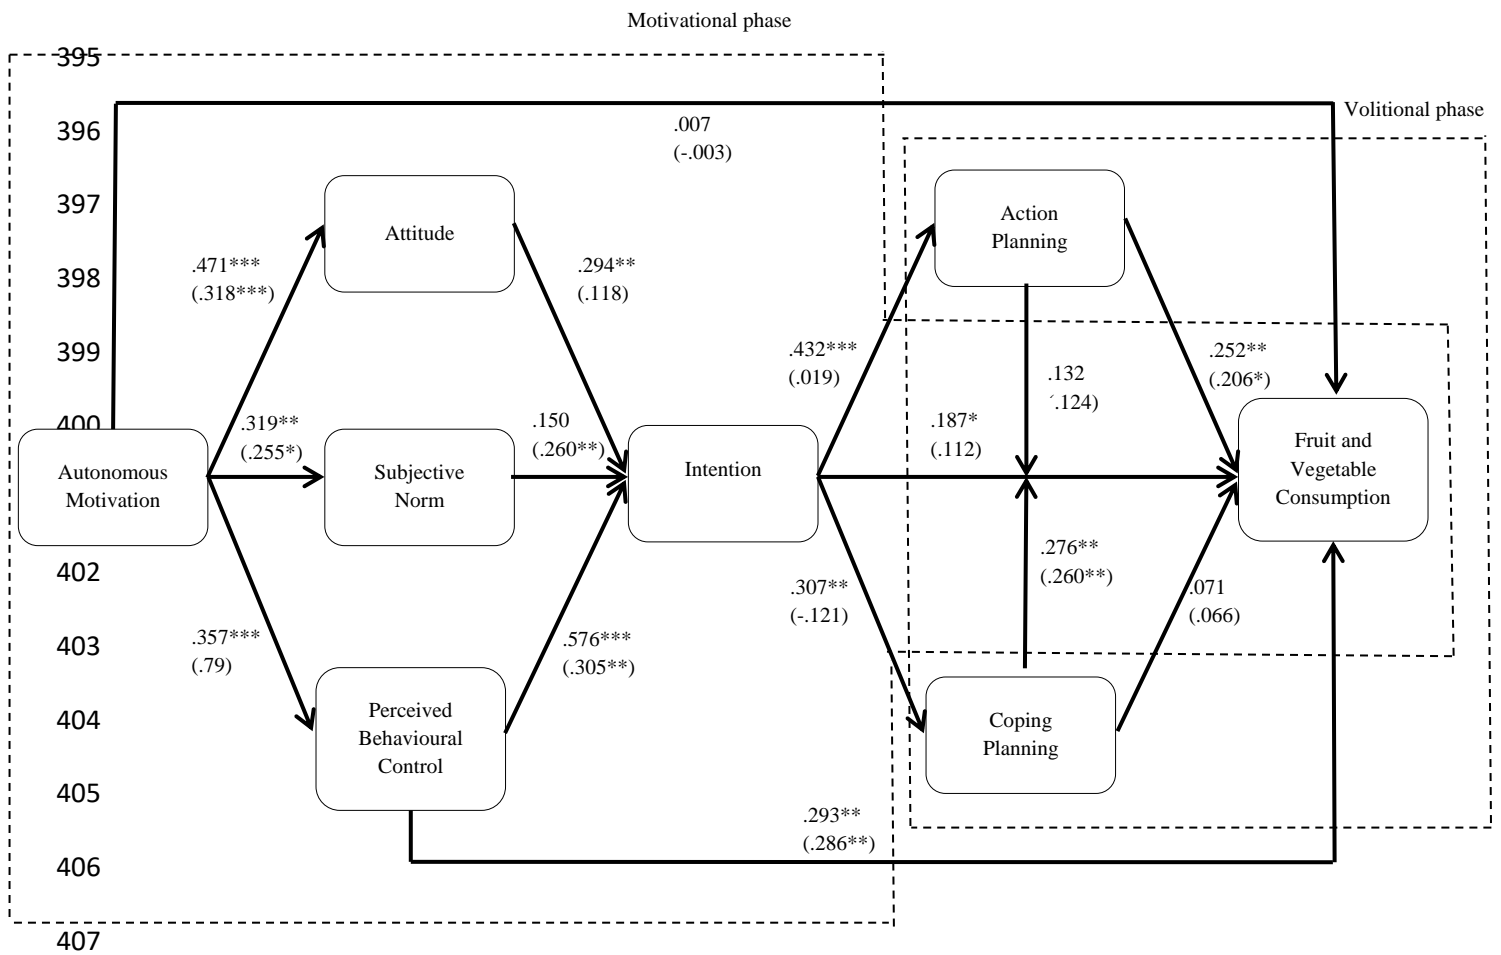 Motivational phase
395
Volitional phase
.007
396
(-.003)
397
Action
Planning
Attitude
.471***
(.318***)
.294**
(.118)
398
399
.432***
(.019)
.252**
(.206*)
.132
.124)
400
.319**
(.255*)
.150
(.260**)
.187*
(.112)
Autonomous
Motivation
Subjective
Norm
Intention
Fruit and
Vegetable
Consumption
402
.276**
(.260**)
.307**
(-.121)
.071
(.066)
403
.357***
(.79)
.576***
(.305**)
404
Perceived
Behavioural
Control
Coping
Planning
405
.293**
(.286**)
406
407